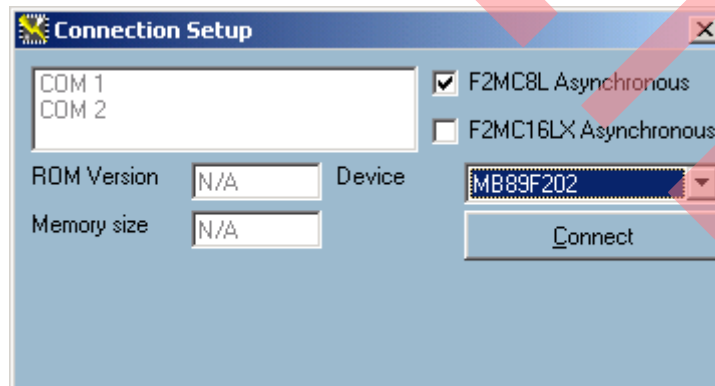 Connection Setup
COM 1
COM 2
F2MC8L Asynchronous
F2MC16LX Asynchronous
ROM Version N/A Device MB89F202
Memory size N/A Connect